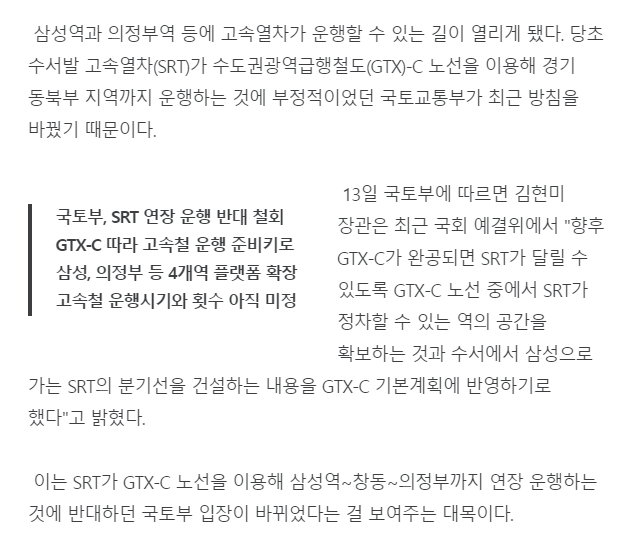 삼성역과 의정부역 등에 고속열차가 운행할 수 있는 길이 열리게 됐다. 당초
수서발 고속열차(SRT)가 수도권광역급행철도(GTX)-C 노선을 이용해 경기
동북부 지역까지 운행하는 것에 부정적이었던 국토교통부가 최근 방침을
바꿨기 때문이다.
국토부, SRT 연장 운행 반대 철회
GTX-C 따라 고속철 운행 준비키로
삼성, 의정부 등 4개역 플랫폼 확장
고속철 운행시기와 횟수 아직 미정
13일 국토부에 따르면 김현미
장관은 최근 국회 예결위에서 "향후
GTX-C가 완공되면 SRT가 달릴 수
있도록 GTX-C 노선 중에서 SRT가
정차할 수 있는 역의 공간을
확보하는 것과 수서에서 삼성으로
가는 SRT의 분기선을 건설하는 내용을 GTX-C 기본계획에 반영하기로
했다"고 밝혔다.
이는 SRT가 GTX-C 노선을 이용해 삼성역~창동~의정부까지 연장 운행하는
것에 반대하던 국토부 입장이 바뀌었다는 걸 보여주는 대목이다.